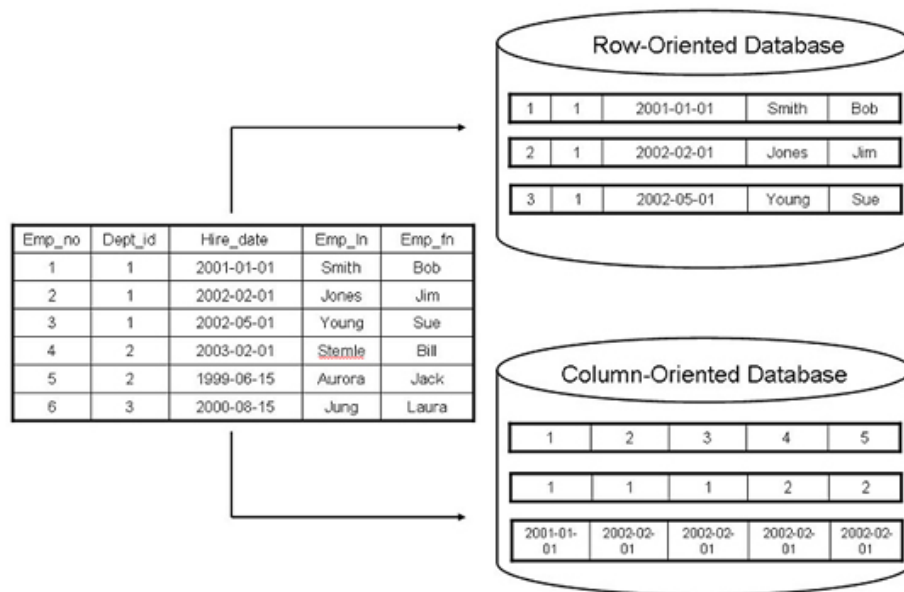 Row-Oriented Database
1 1 2001-01-01 Smith Bob
2 1 2002-02-01 Jones Jim
3 1 2002-05-01 Young Sue
Emp_no Dept_id Hire_date Emp_ln Emp_fn
1 1 2001-01-01 Smith Bob
2 1 2002-02-01 Jones Jim
3 1 2002-05-01 Young Sue
4 2 2003-02-01 Stemle Bill
5 2 1999-06-15 Aurora Jack
6 3 2000-08-15 Jung Laura
Column-Oriented Database
1 2 3 4 5
1 1 1 2 2
2001-01- 2002-02- 2002-02- 2002-02- 2002-02-
01 01 01 01 01